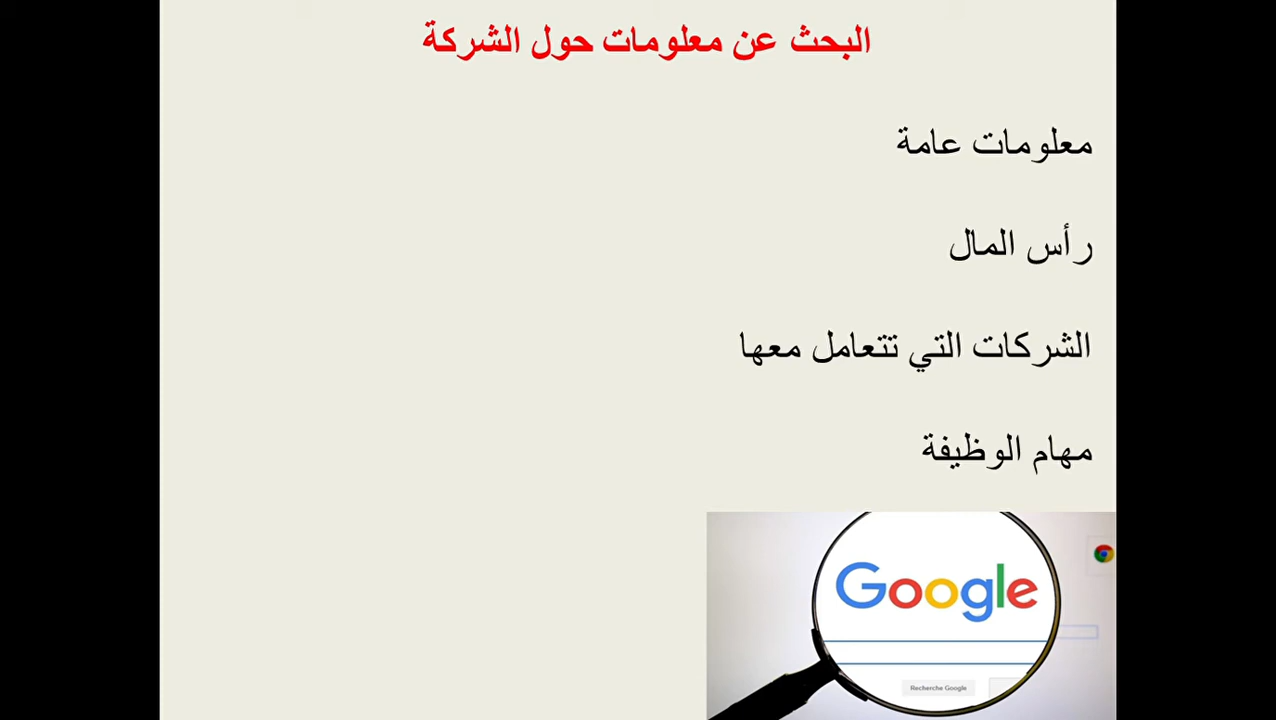 البحث عن معلومات حول الشركة
معلومات عامة
رأس المال
الشركات التي تتعامل معها
مهام الوظيفة
Google
Recherche Google